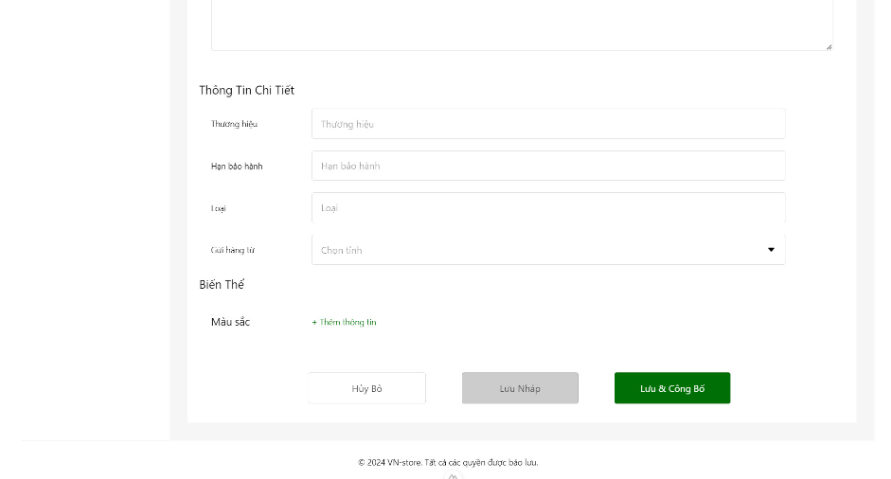 Thông Tin Chi Tiết
Thương hiệu Thương hiệu
Hạn bảo hành Hạn bảo hành
Loại Loại
Gửi hàng từ Chọn tỉnh
Biến Thể
Màu sắc + Thêm thông tin
Hủy Bỏ Lưu Nháp Lưu & Công Bố
© 2024 VN-store. Tất cả các quyền được bảo lưu.